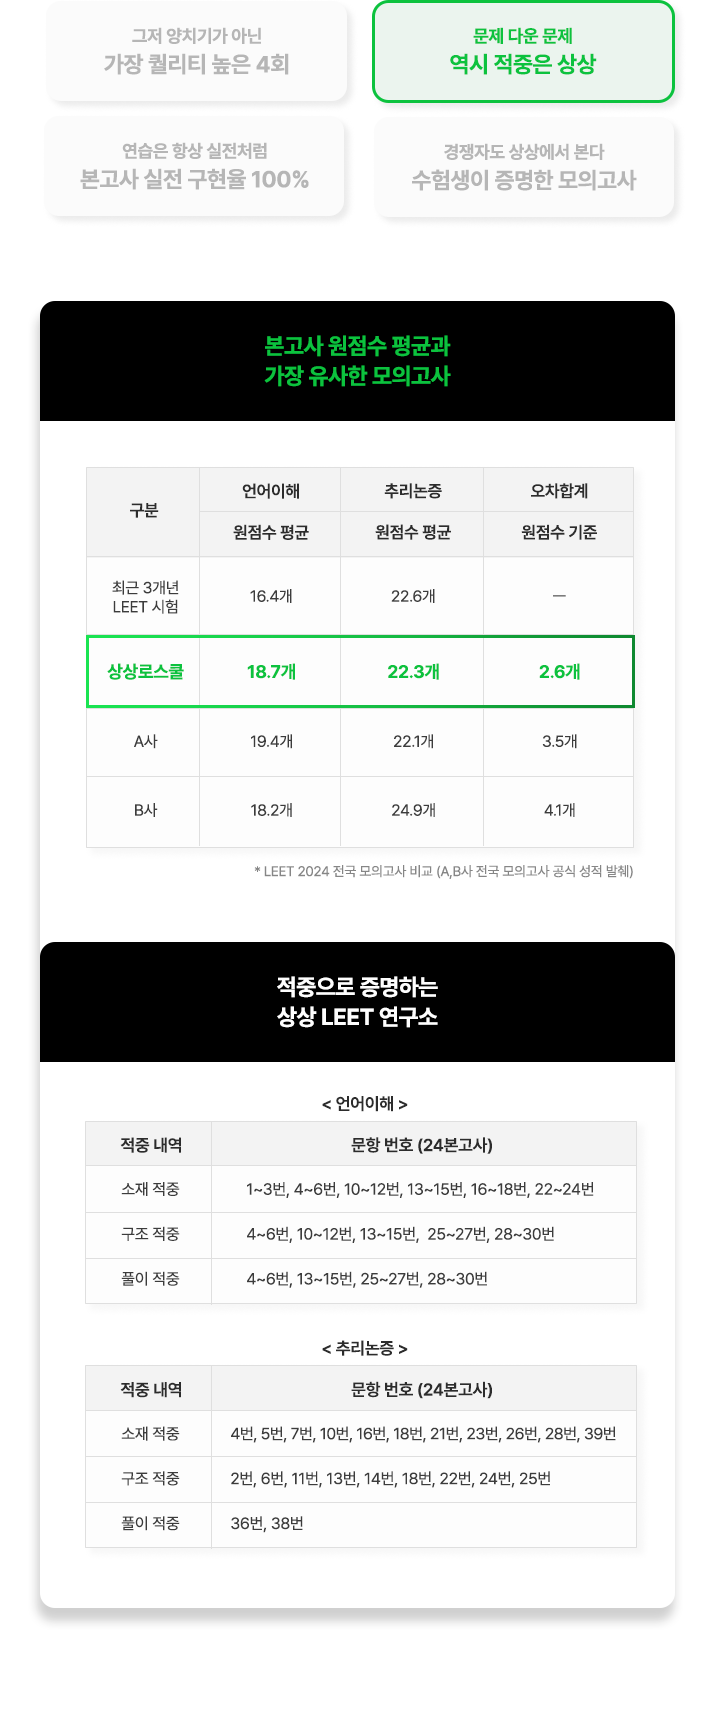 그저 양치기가 아닌
가장 퀄리티 높은 4회
문제 다운 문제
역시 적중은 상상
연습은 항상 실전처럼
본고사 실전 구현율 100%
경쟁자도 상상에서 본다
수험생이 증명한 모의고사
본고사 원점수 평균과
가장 유사한 모의고사
구분 언어이해 추리논증 오차합계
원점수 평균 원점수 평균 원점수 기준
최근 3개년
LEET 시험 16.4개 22.6개 —
상상로스쿨 18.7개 22.3개 2.6개
A사 19.4개 22.1개 3.5개
B사 18.2개 24.9개 4.1개
* LEET 2024 전국 모의고사 비교 (A,B사 전국 모의고사 공식 성적 발췌)
적중으로 증명하는
상상 LEET 연구소
< 언어이해 >
적중 내역 문항 번호 (24본고사)
소재 적중 1~3번, 4~6번, 10~12번, 13~15번, 16~18번, 22~24번
구조 적중 4~6번, 10~12번, 13~15번, 25~27번, 28~30번
풀이 적중 4~6번, 13~15번, 25~27번, 28~30번
< 추리논증 >
적중 내역 문항 번호 (24본고사)
소재 적중 4번, 5번, 7번, 10번, 16번, 18번, 21번, 23번, 26번, 28번, 39번
구조 적중 2번, 6번, 11번, 13번, 14번, 18번, 22번, 24번, 25번
풀이 적중 36번, 38번